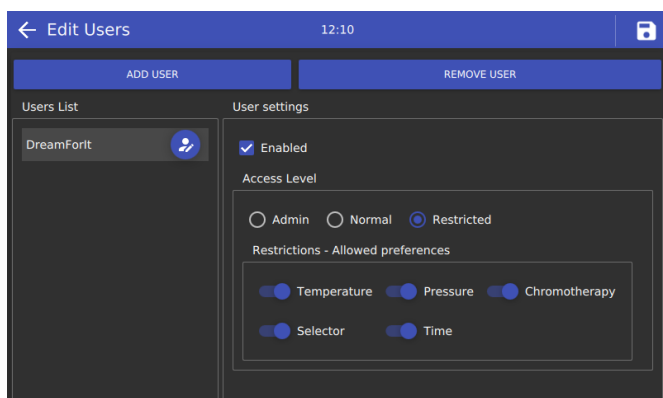 Edit Users 12:10
ADD USER REMOVE USER
Users List User settings
DreamForIt
Enabled
Access Level
Admin Normal Restricted
Restrictions - Allowed preferences
Temperature Pressure Chromotherapy
Selector Time